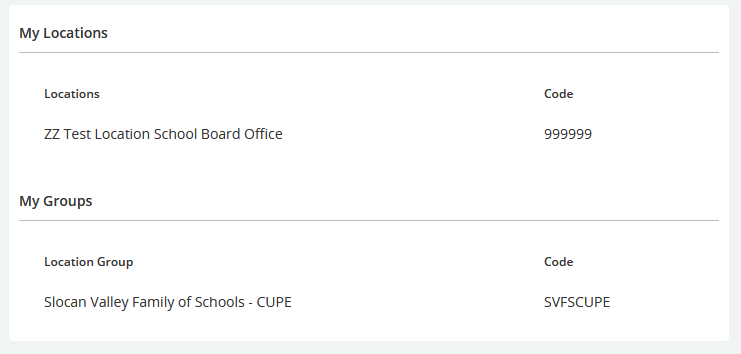 My Locations
Locations Code
ZZ Test Location School Board Office 999999
My Groups
Location Group Code
Slocan Valley Family of Schools - CUPE SVFSCUPE